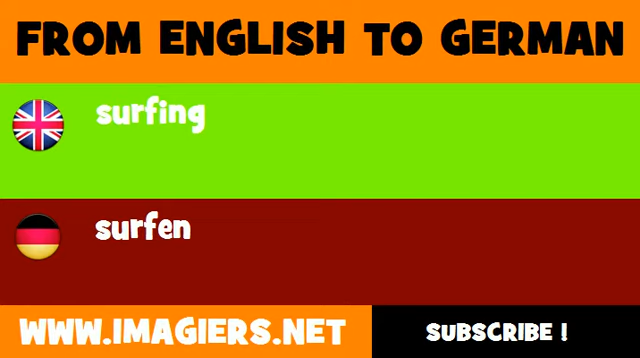 FROM ENGLISH TO GERMAN
surfing
surfen
WWW.IMAGIERS.NET
SUBSCRIBE !